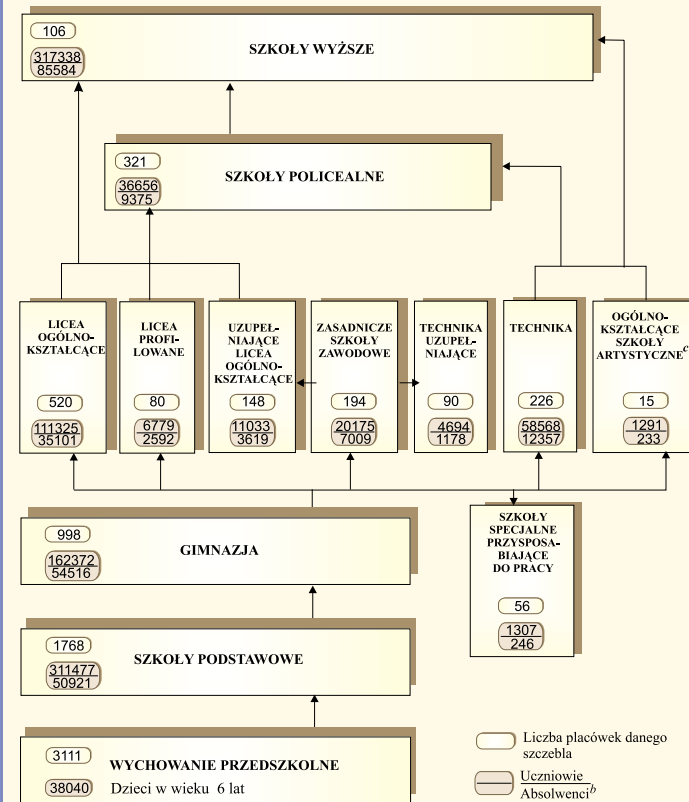 106
SZKOŁY WYŻSZE
317338
85584
321
SZKOŁY POLICEALNE
36656
9375
LICEA
OGÓLNO-
KSZTAŁCĄCE
520
111325
35101
LICEA
PROFI-
LOWANE
80
6779
2592
UZUPEŁ-
NIAJĄCE
LICEA
OGÓLNO-
KSZTAŁCĄCE
148
11033
3619
ZASADNICZE
SZKOŁY
ZAWODOWE
194
20175
7009
TECHNIKA
UZUPEŁ-
NIAJĄCE
90
4694
1178
TECHNIKA
226
58568
12357
OGÓLNO-
KSZTAŁCĄCE
SZKOŁY
ARTYSTYCZNE c
15
1291
233
998
GIMNAZJA
162372
54516
SZKOŁY
SPECJALNE
PRZYSPOSA-
BIAJĄCE
DO PRACY
56
1307
246
1768
SZKOŁY PODSTAWOWE
311477
50921
3111
WYCHOWANIE PRZEDSZKOLNE
38040 Dzieci w wieku 6 lat
Liczba placówek danego
szczebla
Uczniowie
Absolwenci b